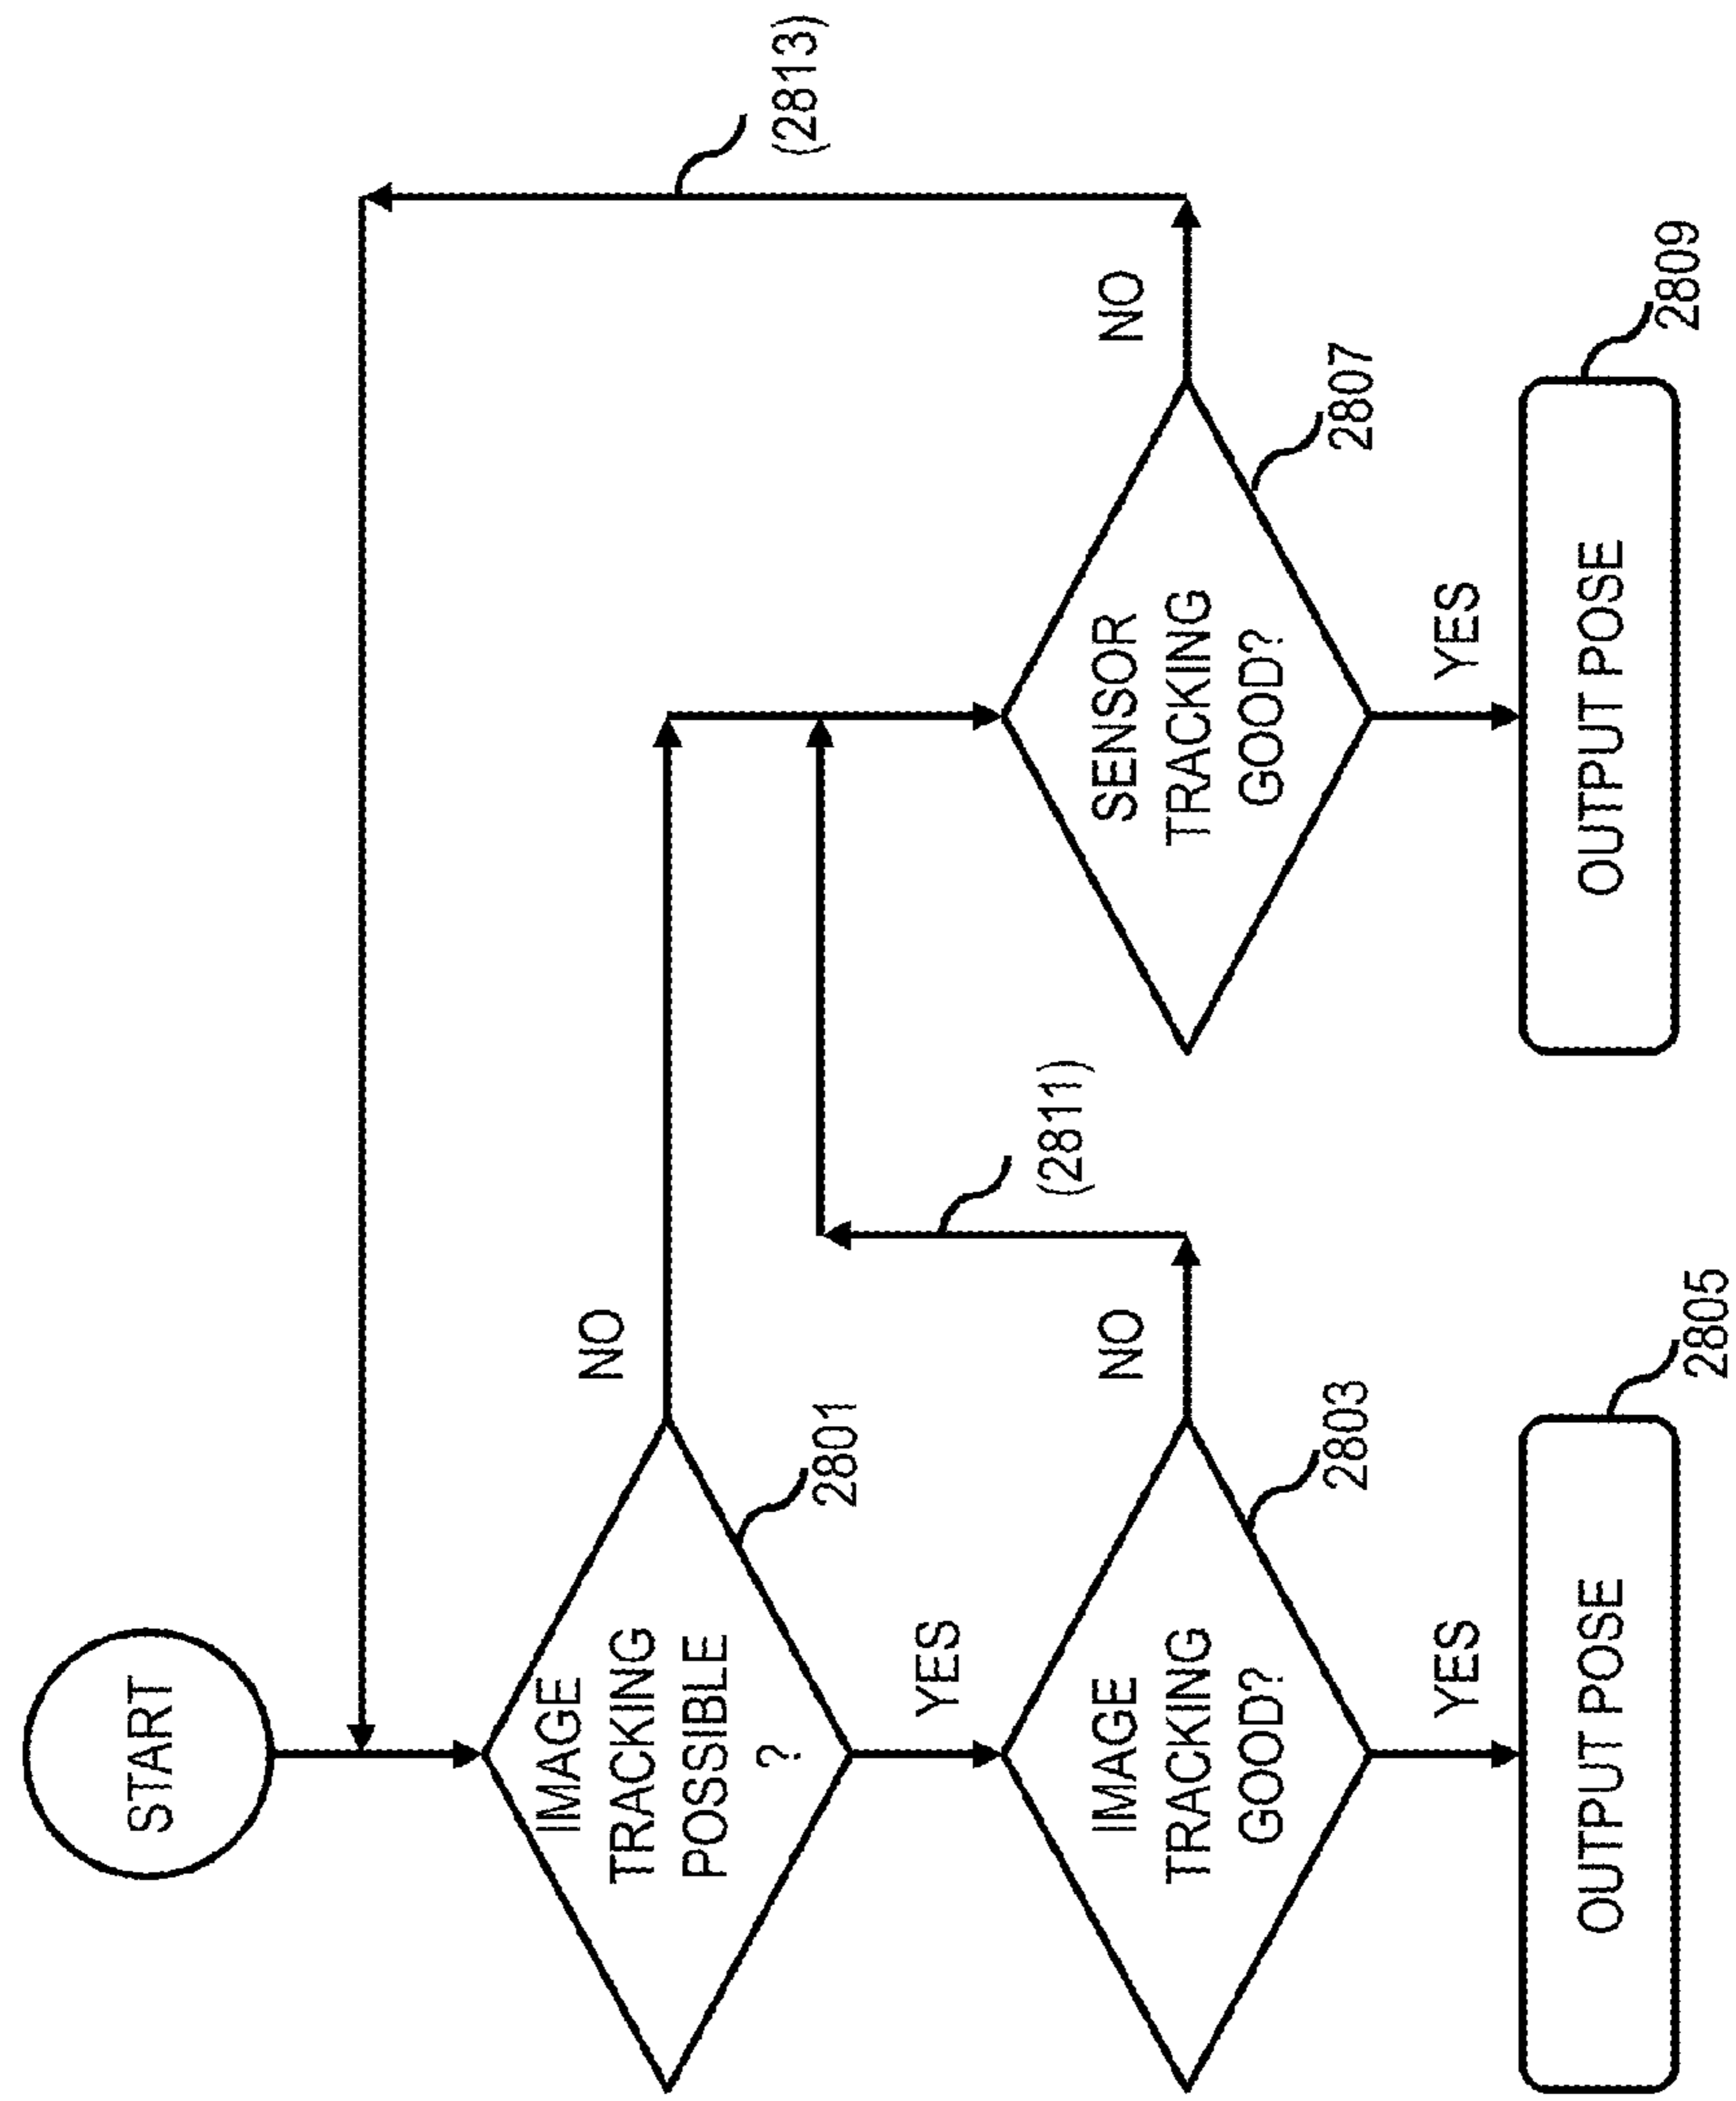 START
(2813)
IMAGE
TRACKING
POSSIBLE
?
NO
2801
YES
IMAGE
TRACKING
GOOD?
NO
2803
(2811)
SENSOR
TRACKING
GOOD?
NO
2807
YES
OUTPUT POSE
2805
YES
OUTPUT POSE
2809